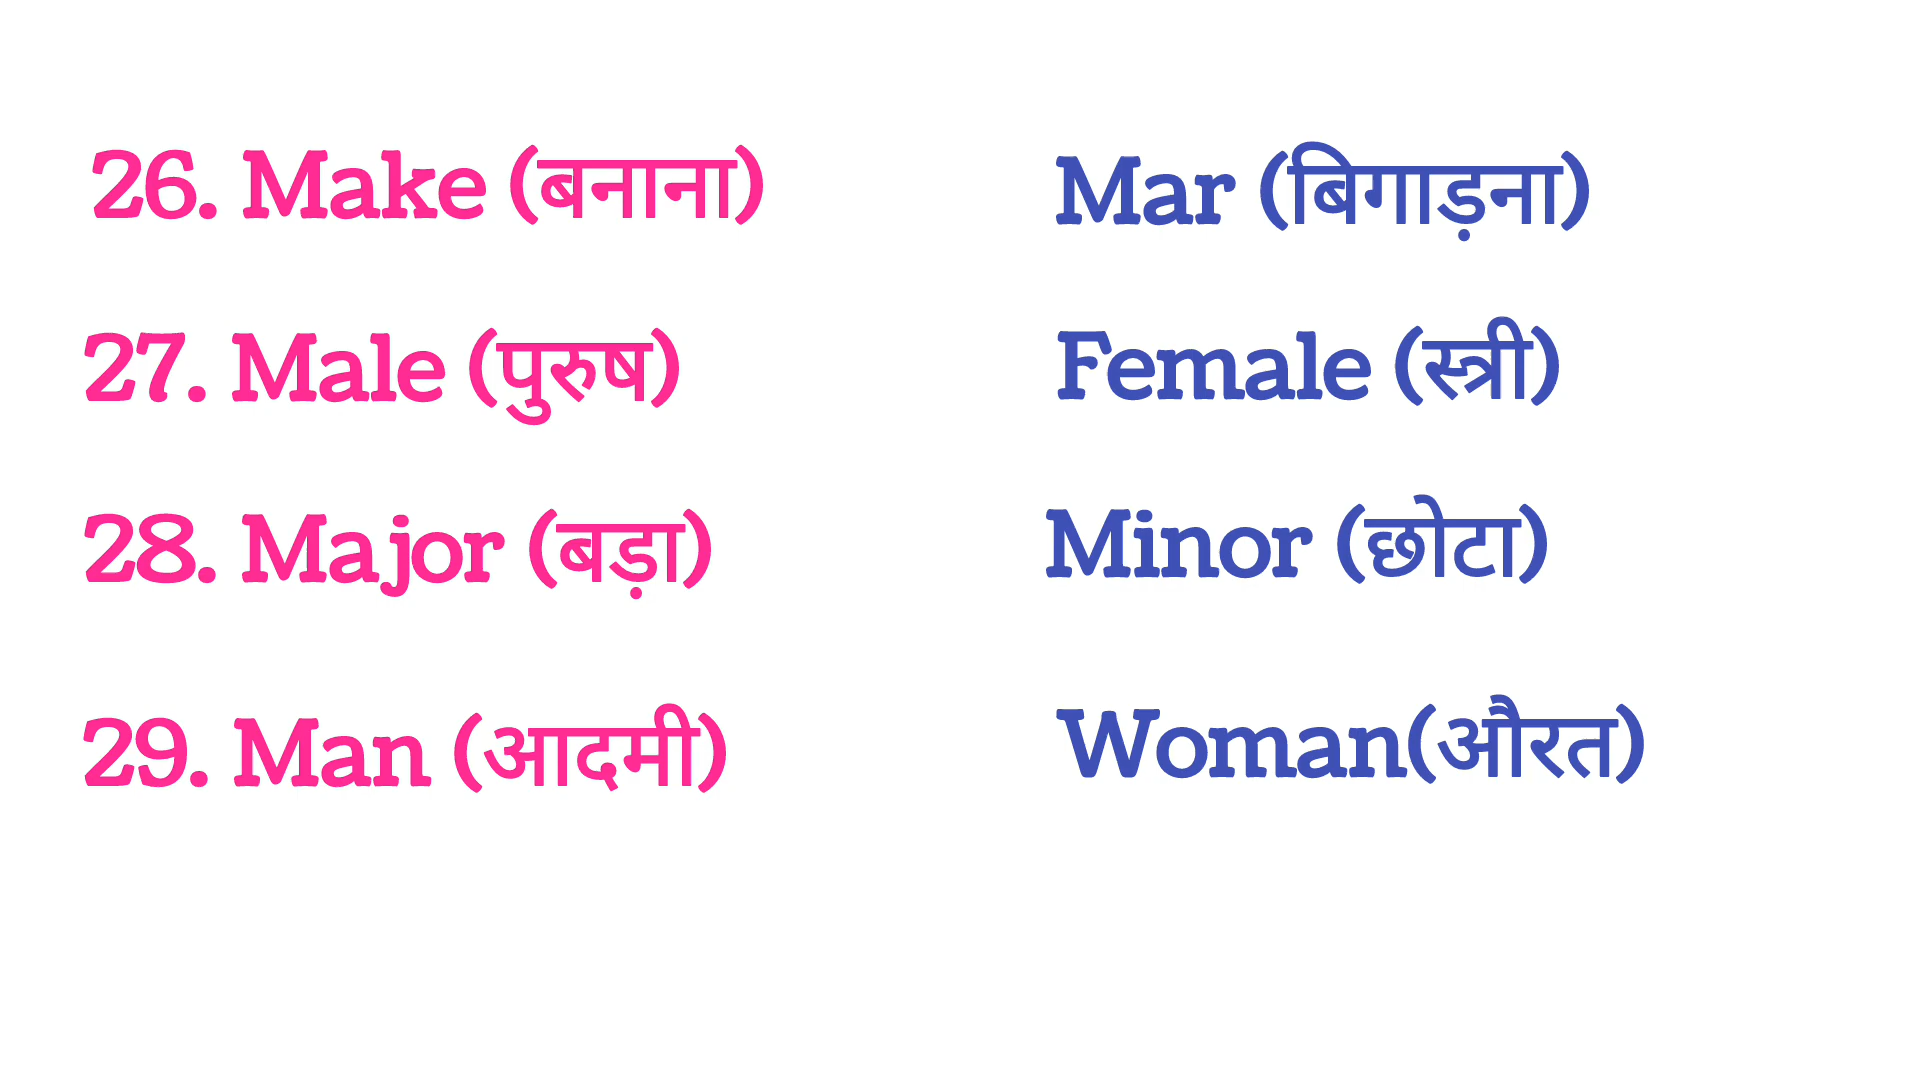 26. Make (बनाना) Mar (बिगाड़ना)
27. Male (पुरुष) Female (स्त्री)
28. Major (बड़ा) Minor (छोटा)
29. Man (आदमी) Woman(औरत)